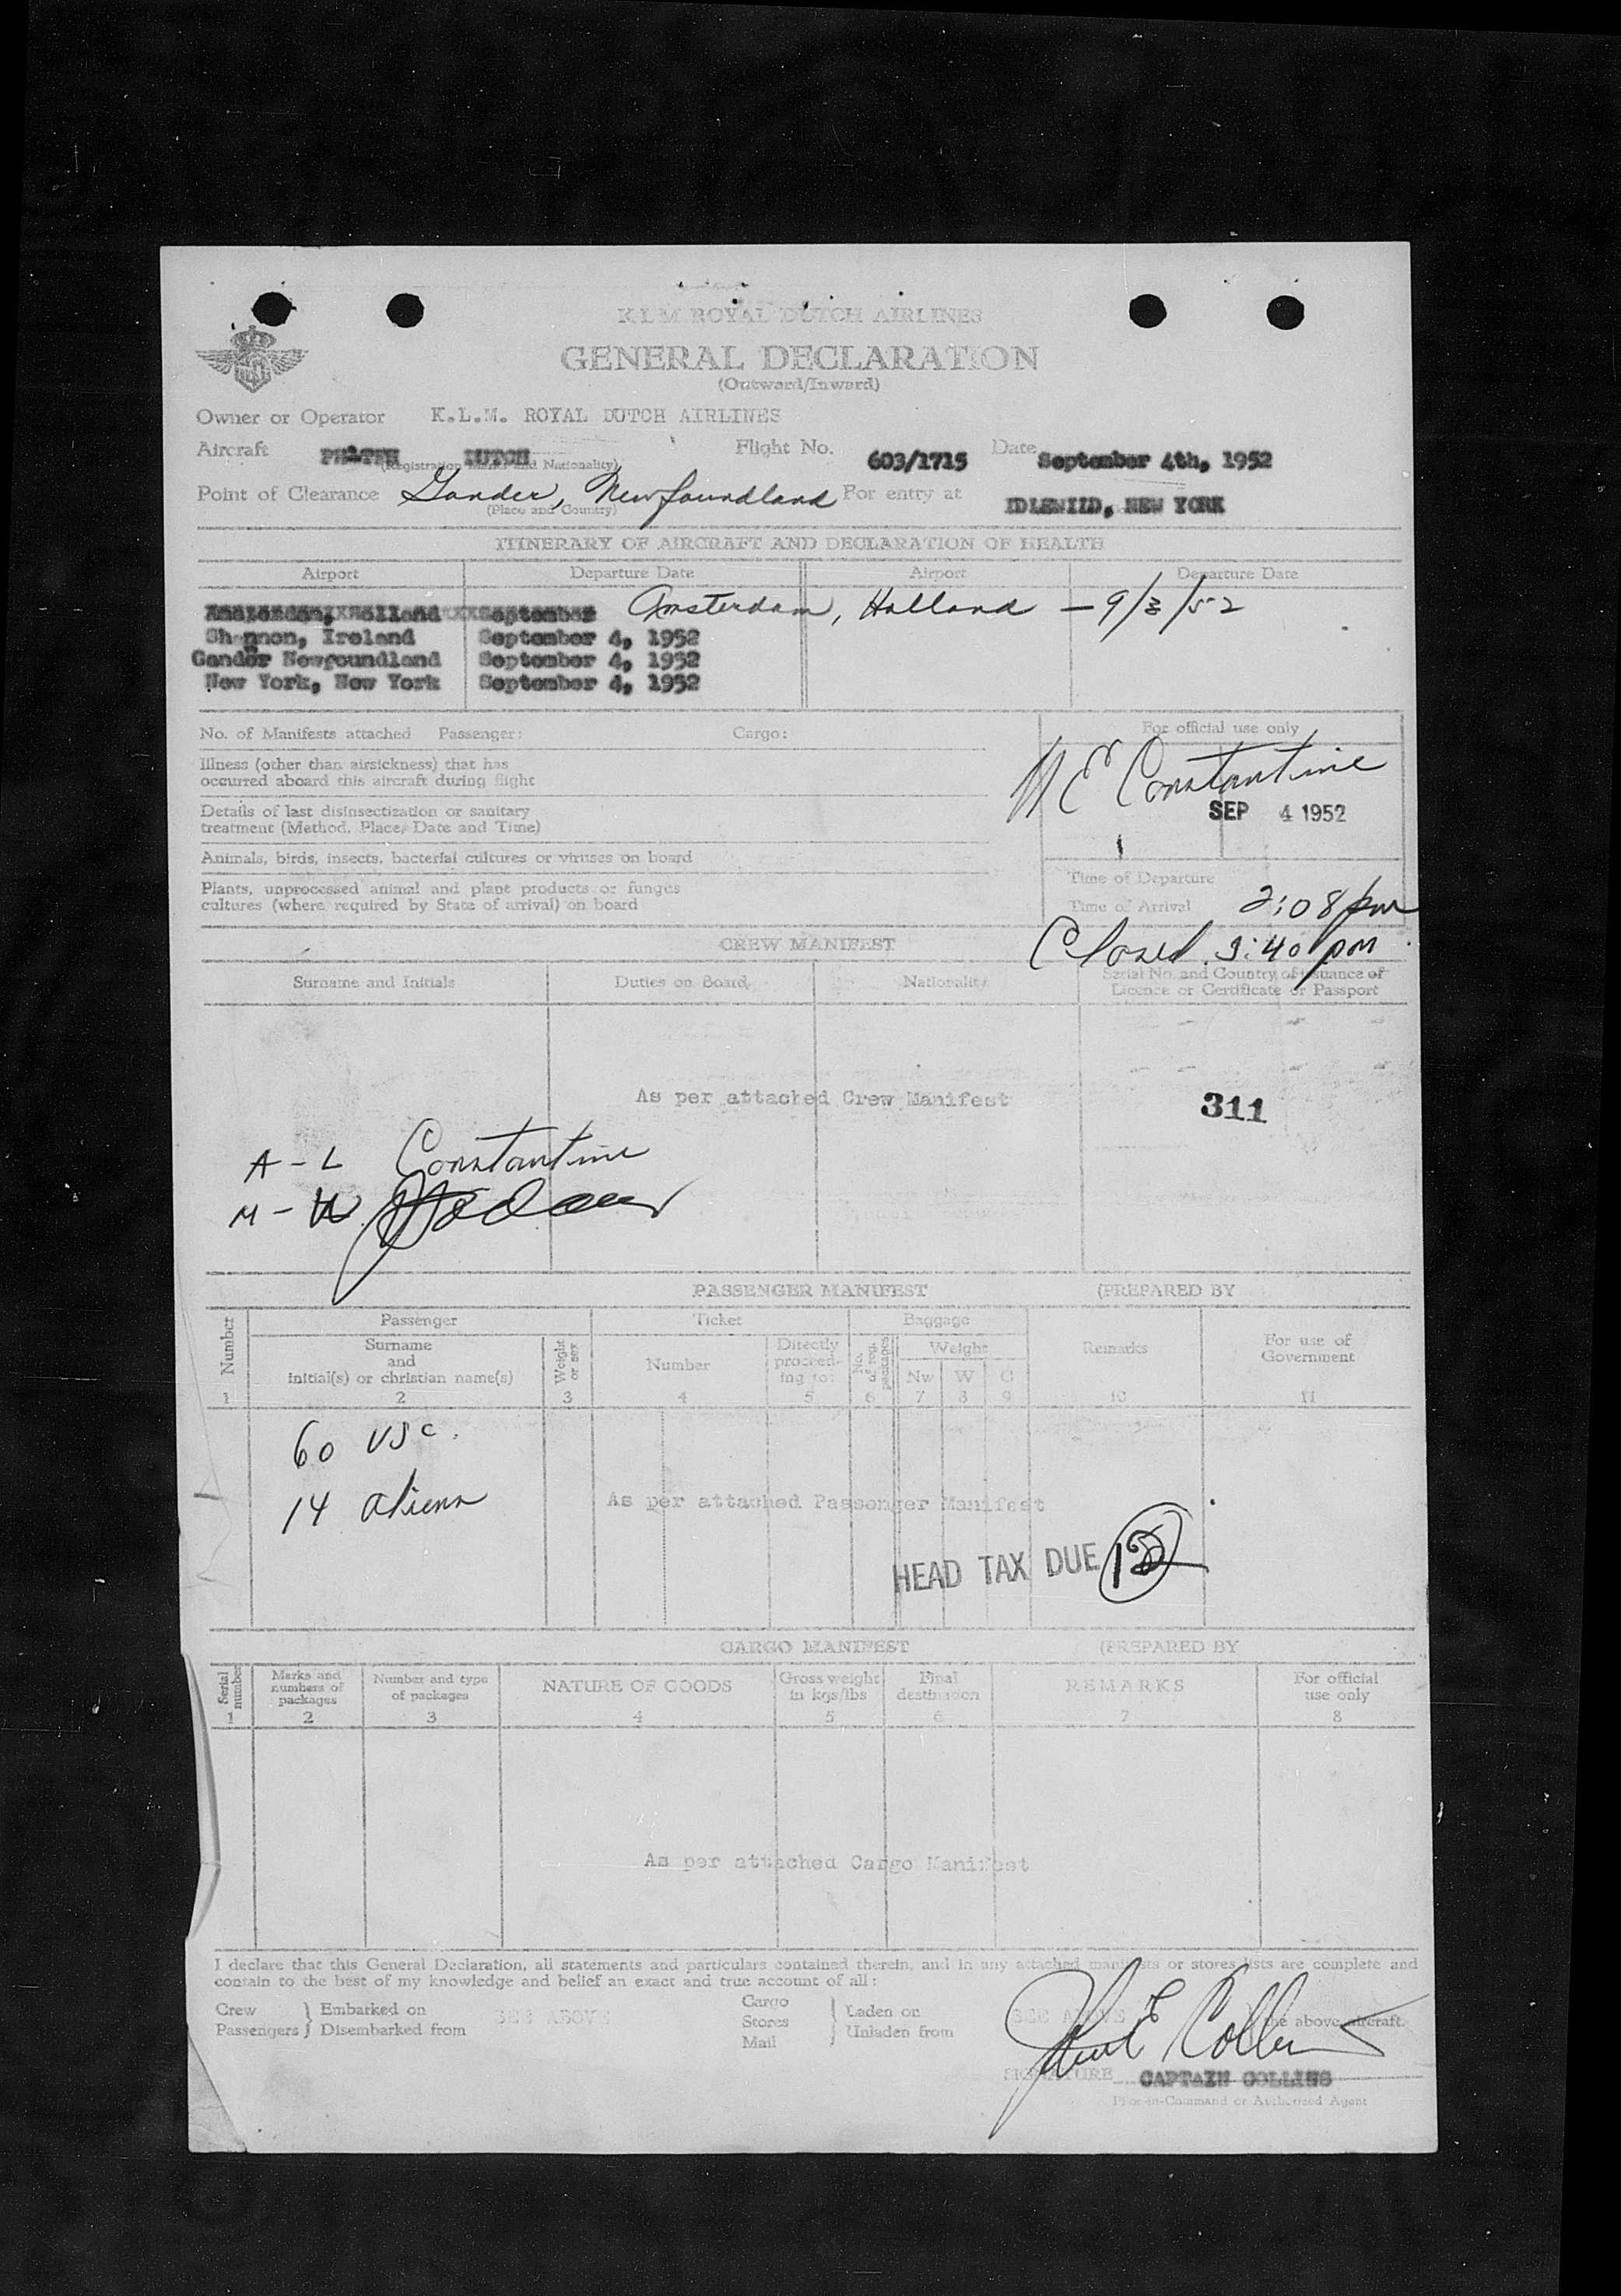 KLM ROYAL DUTCH AIRLINES
GENERAL DECLARATION
(Outward/Inward)
Owner or Operator K.L.M. ROYAL DUTCH AIRLINES
Aircraft DUTCH Flight No. 603/1715 Date September 4th, 1952
(Registration Marks and Nationality)
Point of Clearance Gander, Newfoundland For entry at IDLEWILD, NEW YORK
(Place and Country)
ITINERARY OF AIRCRAFT AND DECLARATION OF HEALTH
Airport Departure Date Airport Departure Date
Amsterdam, Holland September Amsterdam, Holland - 9/3/52
Shannon, Ireland September 4, 1952
Gander Newfoundland September 4, 1952
New York, New York September 4, 1952
No. of Manifests attached Passenger: Cargo: For official use only
Illness (other than airsickness) that has
occurred aboard this aircraft during flight
Constantine
SEP 4 1952
Details of last disinsectization or sanitary
treatment (Method, Place, Date and Time)
Animals, birds, insects, bacterial cultures or viruses on board
Plants, unprocessed animal and plant products or funges
cultures (where required by State of arrival) on board
Time of Departure
Time of Arrival 2:08 pm
Closed 3:40 pm
CREW MANIFEST
Surname and Initials Duties on Board Nationality Serial No. and Country of issuance of
Licence or Certificate or Passport
As per attached Crew Manifest 311
A - L Constantine
M - W
PASSENGER MANIFEST (PREPARED BY
Number Passenger Ticket Baggage
Surname
and
initial(s) or christian name(s) Weight or sex Number Directly proceeding to: No. of reg. packages Weight Remarks For use of Government
Nw W C
1 2 3 4 5 6 7 8 9 10 11
60 USC.
14 aliens
As per attached Passenger Manifest
HEAD TAX DUE
CARGO MANIFEST (PREPARED BY
Serial number Marks and numbers of packages Number and type of packages NATURE OF GOODS Gross weight in kgs/lbs Final destination REMARKS For official use only
1 2 3 4 5 6 7 8
As per attached Cargo Manifest
I declare that this General Declaration, all statements and particulars contained therein, and in any attached manifests or stores lists are complete and
contain to the best of my knowledge and belief an exact and true account of all:
Crew Passengers } Embarked on Disembarked from SEE ABOVE Cargo Stores Mail } Laden on Unladen from SEE ABOVE the above aircraft.
SIGNATURE CAPTAIN COLLINS
Pilot-in-Command or Authorised Agent